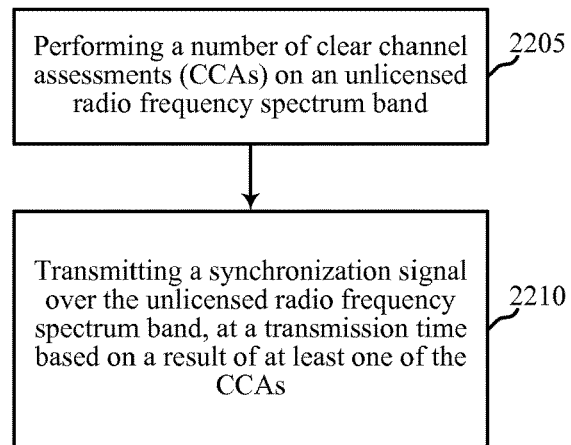 Performing a number of clear channel
assessments (CCAs) on an unlicensed
radio frequency spectrum band
2205
Transmitting a synchronization signal
over the unlicensed radio frequency
spectrum band, at a transmission time
based on a result of at least one of the
CCAs
2210